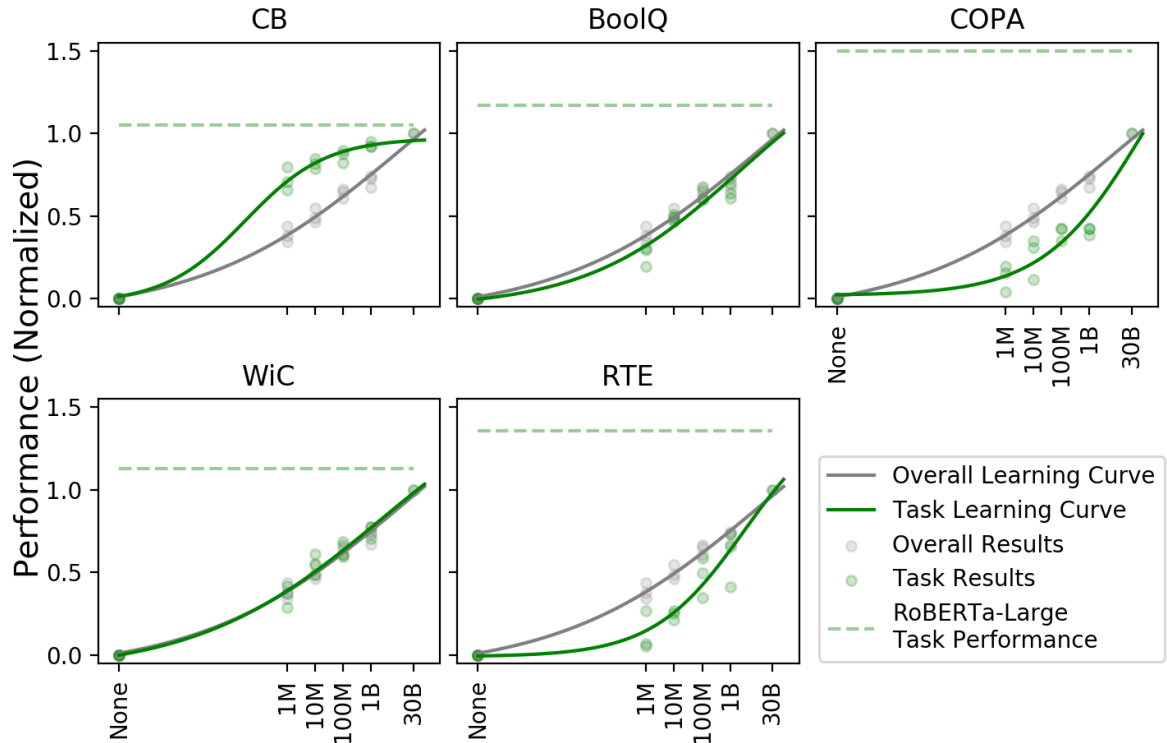 CB
BoolQ
COPA
1.5
1.0
0.5
0.0
None
1M
10M
100M
1B
30B
WiC
RTE
1.5
1.0
0.5
0.0
None
1M
10M
100M
1B
30B
None
1M
10M
100M
1B
30B
Performance (Normalized)
Overall Learning Curve
Task Learning Curve
Overall Results
Task Results
RoBERTa-Large
Task Performance